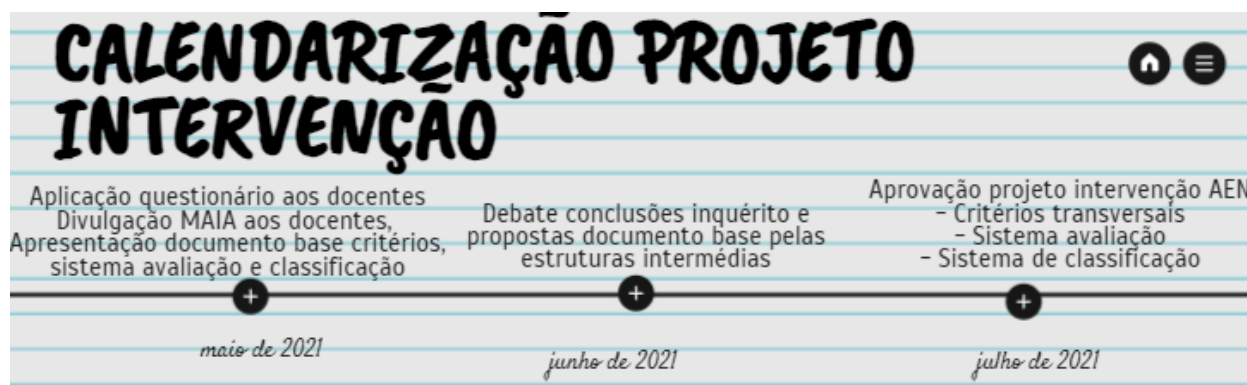 CALENDARIZAÇÃO PROJETO
INTERVENÇÃO
Aplicação questionário aos docentes
Divulgação MAIA aos docentes,
Apresentação documento base critérios,
sistema avaliação e classificação
maio de 2021
Debate conclusões inquérito e
propostas documento base pelas
estruturas intermédias
junho de 2021
Aprovação projeto intervenção AEN
- Critérios transversais
- Sistema avaliação
- Sistema de classificação
julho de 2021